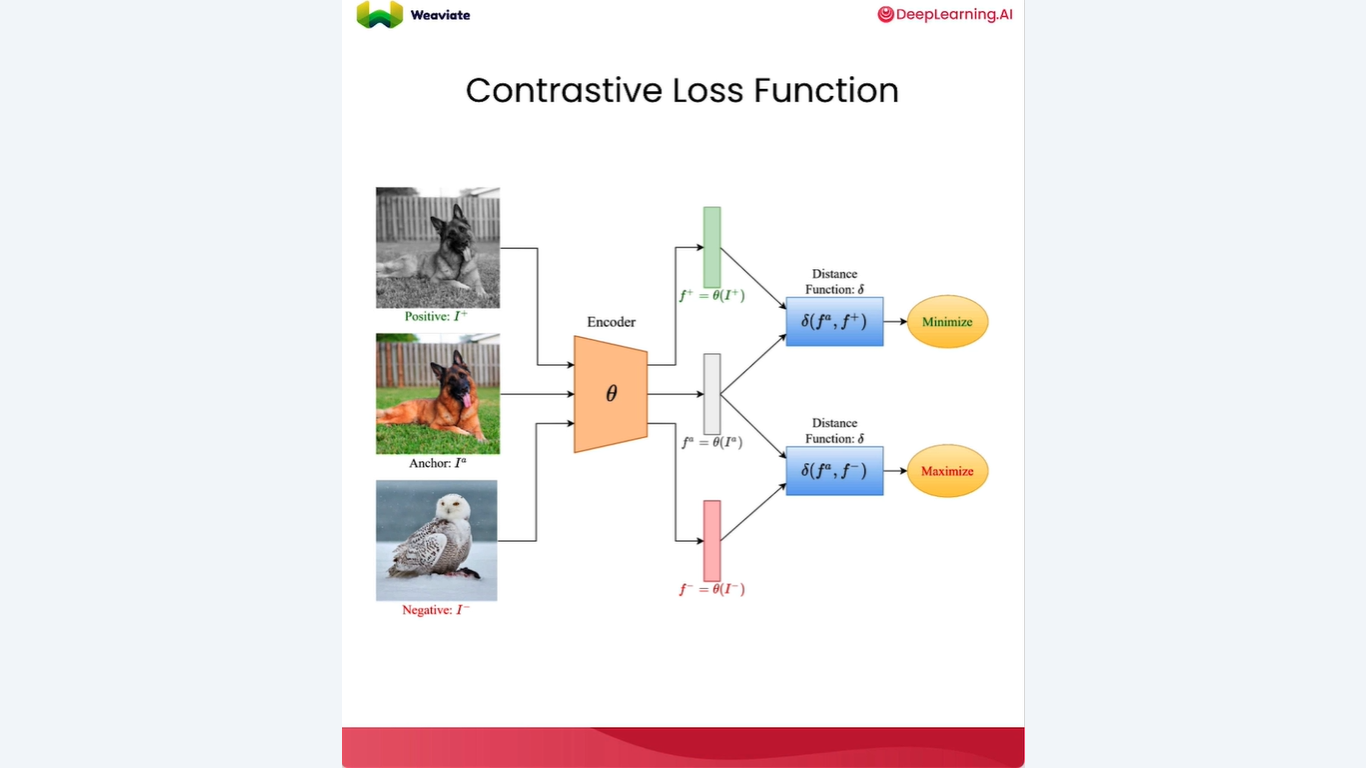 Weaviate
DeepLearning.AI
Contrastive Loss Function
Positive: I⁺
Anchor: Iᵃ
Negative: I⁻
Encoder
θ
f⁺ = θ(I⁺)
fᵃ = θ(Iᵃ)
f⁻ = θ(I⁻)
Distance
Function: δ
δ(fᵃ, f⁺)
Minimize
Distance
Function: δ
δ(fᵃ, f⁻)
Maximize